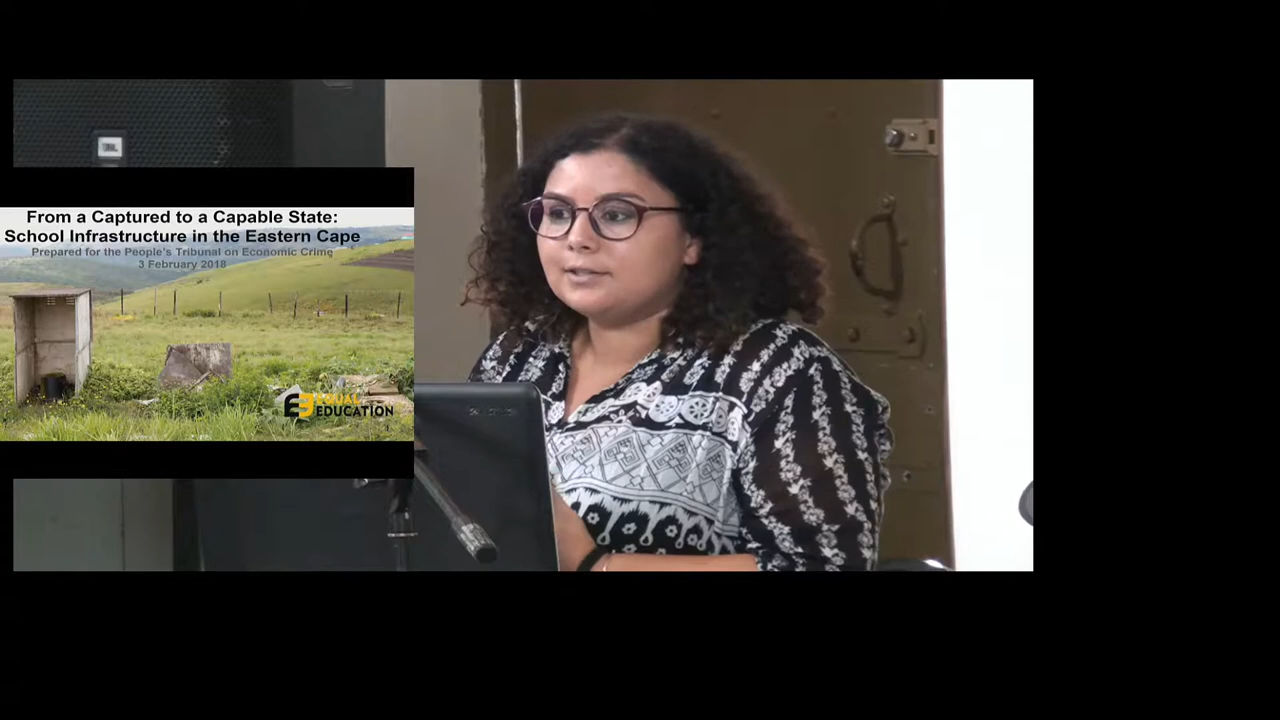 From a Captured to a Capable State:
School Infrastructure in the Eastern Cape
Prepared for the People's Tribunal on Economic Crime
3 February 2018
EQUAL
EDUCATION
JBL